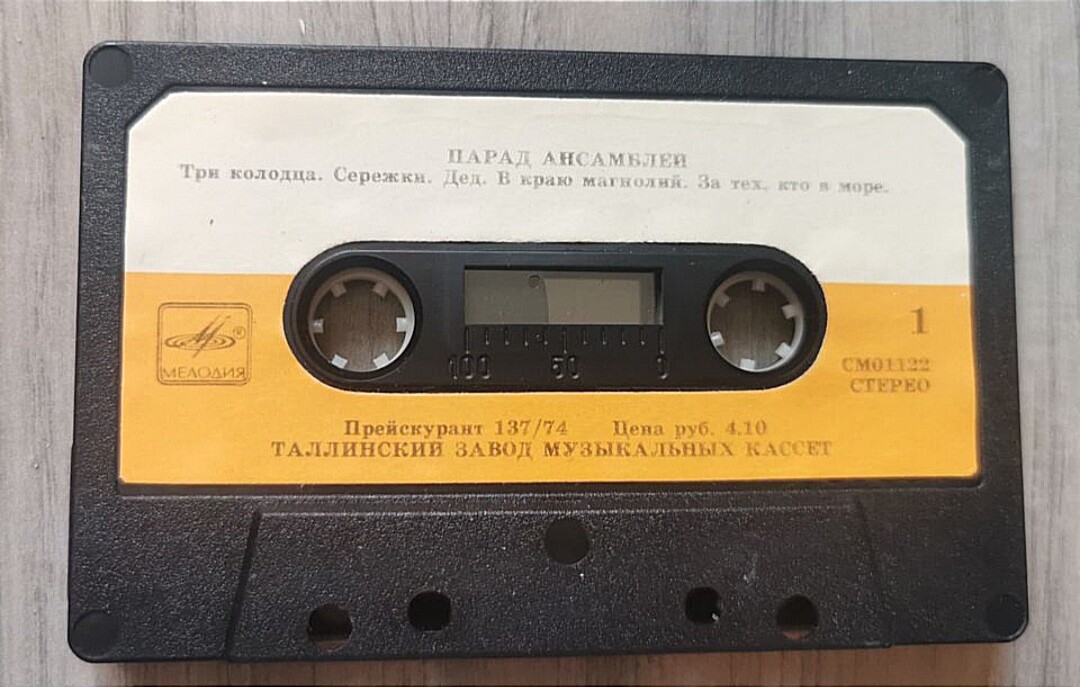 ПАРАД АНСАМБЛЕЙ
Три колодца. Сережки. Дед. В краю магнолий. За тех, кто в море.
1
МЕЛОДИЯ ®
СМ01122
СТЕРЕО
100 50 0
Прейскурант 137/74 Цена руб. 4.10
ТАЛЛИНСКИЙ ЗАВОД МУЗЫКАЛЬНЫХ КАССЕТ